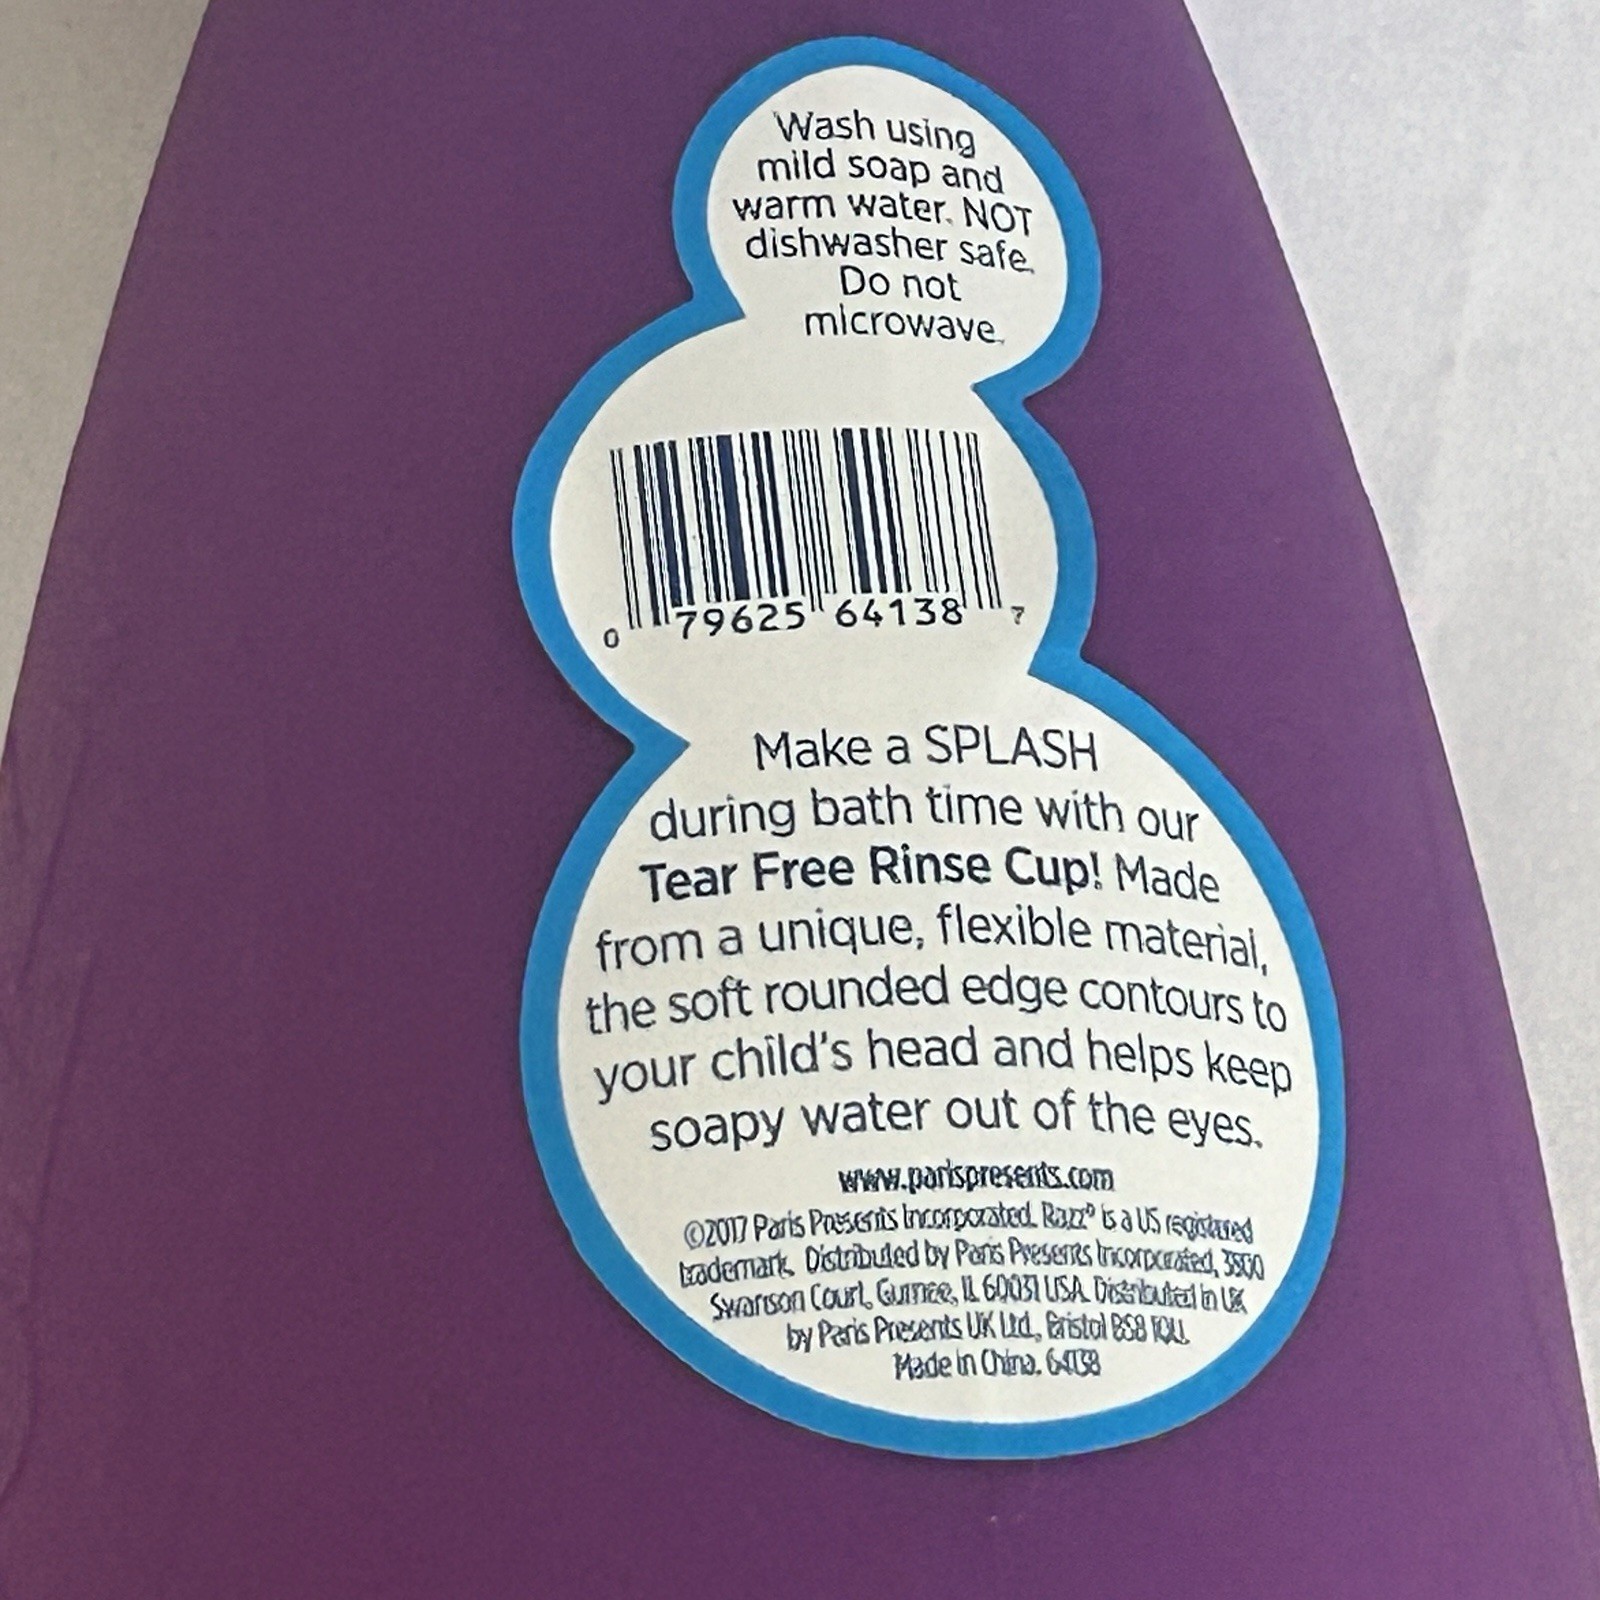 Wash using
mild soap and
warm water. NOT
dishwasher safe.
Do not
microwave.
0 79625 64138 7
Make a SPLASH
during bath time with our
Tear Free Rinse Cup! Made
from a unique, flexible material,
the soft rounded edge contours to
your child's head and helps keep
soapy water out of the eyes.
www.parispresents.com
©2017 Paris Presents Incorporated. Razz® is a US registered
trademark. Distributed by Paris Presents Incorporated, 3800
Swanson Court, Gurnee, IL 60031 USA. Distributed in UK
by Paris Presents UK Ltd., Bristol BS8
Made in China. 64138